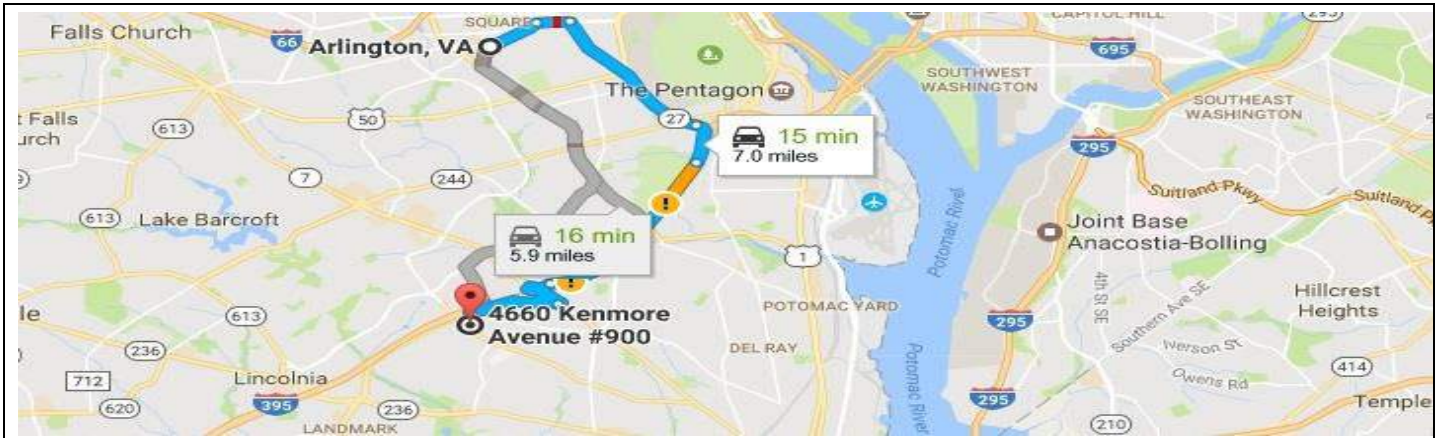 SQUARE
CAPITOL HILL
295
Falls Church
66
Arlington, VA
695
SOUTHWEST
WASHINGTON
The Pentagon
SOUTHEAST
WASHINGTON
t Falls
urch
613
50
27
15 min
7.0 miles
295
7
244
Suitland Pkwy
Suitland P
613
Lake Barcroft
16 min
5.9 miles
1
Potomac River
Joint Base
Anacostia-Bolling
4th St SE
Southern Ave SE
Hillcrest
Heights
le
613
4660 Kenmore
Avenue #900
POTOMAC YARD
295
Iverson St
236
DEL RAY
Potomac River
414
712
Lincolnia
Owens Rd
620
395
236
295
Temple
LANDMARK
210